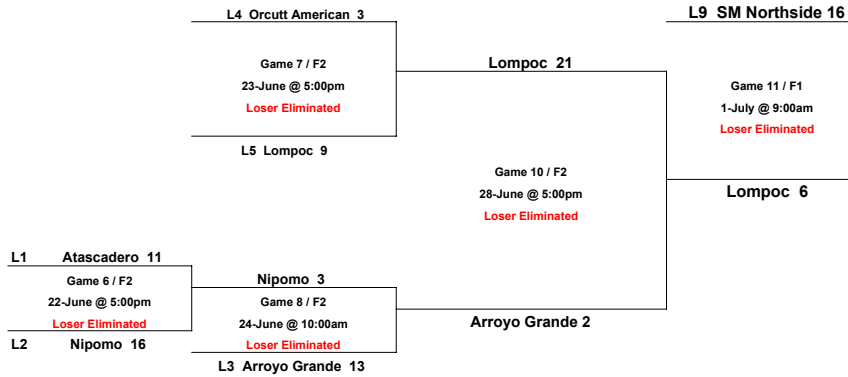 L4 Orcutt American 3
L9 SM Northside 16
Game 7 / F2
23-June @ 5:00pm
Loser Eliminated
Lompoc 21
Game 11 / F1
1-July @ 9:00am
Loser Eliminated
L5 Lompoc 9
Game 10 / F2
28-June @ 5:00pm
Loser Eliminated
Lompoc 6
L1 Atascadero 11
Game 6 / F2
22-June @ 5:00pm
Loser Eliminated
L2 Nipomo 16
Nipomo 3
Game 8 / F2
24-June @ 10:00am
Loser Eliminated
L3 Arroyo Grande 13
Arroyo Grande 2